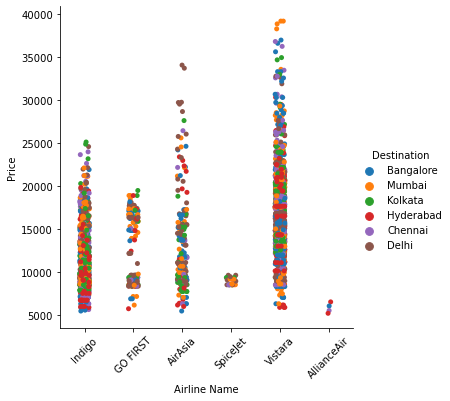 40000
35000
30000
25000
20000
15000
10000
5000
Price
Indigo
GO FIRST
AirAsia
SpiceJet
Vistara
AllianceAir
Airline Name
Destination
Bangalore
Mumbai
Kolkata
Hyderabad
Chennai
Delhi